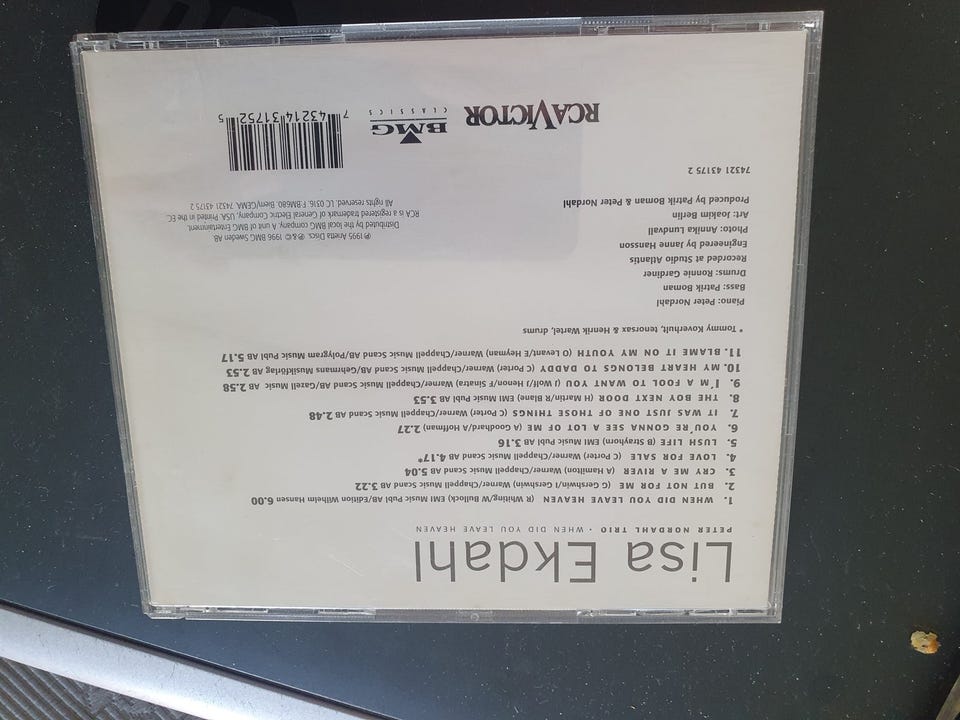 Lisa Ekdahl
PETER NORDAHL TRIO • WHEN DID YOU LEAVE HEAVEN
1. WHEN DID YOU LEAVE HEAVEN (R Whiting/W Bullock) EMI Music Publ AB/Edition Wilhelm Hansen 6.00
2. BUT NOT FOR ME (G Gershwin/I Gershwin) Warner/Chappell Music Scand AB 3.22
3. CRY ME A RIVER (A Hamilton) Warner/Chappell Music Scand AB 5.04
4. LOVE FOR SALE (C Porter) Warner/Chappell Music Scand AB 4.17*
5. LUSH LIFE (B Strayhorn) EMI Music Publ AB 3.16
6. YOU'RE GONNA SEE A LOT OF ME (A Goodhard/A Hoffman) 2.27
7. IT WAS JUST ONE OF THOSE THINGS (C Porter) Warner/Chappell Music Scand AB 2.48
8. THE BOY NEXT DOOR (H Martin/R Blane) EMI Music Publ AB 3.53
9. I'M A FOOL TO WANT YOU (J Wolf/J Heron/F Sinatra) Warner/Chappell Music Scand AB/Gazell Music AB 2.58
10. MY HEART BELONGS TO DADDY (C Porter) Warner/Chappell Music Scand AB/Gehrmans Musikförlag AB 2.53
11. BLAME IT ON MY YOUTH (O Levant/E Heyman) Warner/Chappell Music Scand AB/Polygram Music Publ AB 5.17
* Tommy Koverhult, tenorsax & Henrik Wartel, drums
Piano: Peter Nordahl
Bass: Patrik Boman
Drums: Ronnie Gardiner
Recorded at Studio Atlantis
Engineered by Janne Hansson
Photo: Annika Lundvall
Art: Joakim Berlin
Produced by Patrik Boman & Peter Nordahl
74321 43175 2
℗ 1995 Arietta Discs, ℗ & © 1996 BMG Sweden AB
Distributed by the local BMG company. A unit of BMG Entertainment
RCA is a registered trademark of General Electric Company, USA. Printed in the EC.
All rights reserved. LC 0316. F:BM680. Biem/GEMA. 74321 43175 2
RCA VICTOR
BMG
CLASSICS
7 43214 31752 5